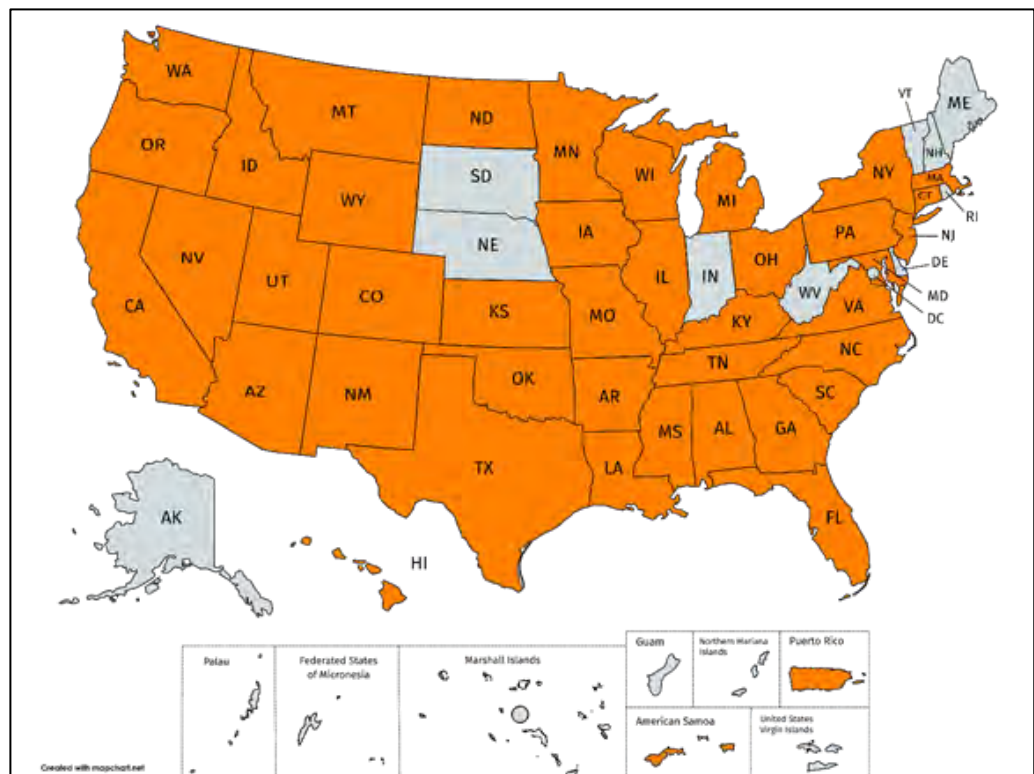 WA
MT
ND
MN
OR
ID
SD
WI
MI
NY
VT
ME
NH
MA
CT
RI
WY
NE
IA
PA
NJ
NV
UT
CO
IL
IN
OH
DE
WV
MD
DC
CA
KS
MO
KY
VA
AZ
NM
OK
AR
TN
NC
SC
MS
AL
GA
TX
LA
FL
AK
HI
Palau
Federated States
of Micronesia
Marshall Islands
Guam
Northern Mariana
Islands
Puerto Rico
American Samoa
United States
Virgin Islands
Created with mapchart.net